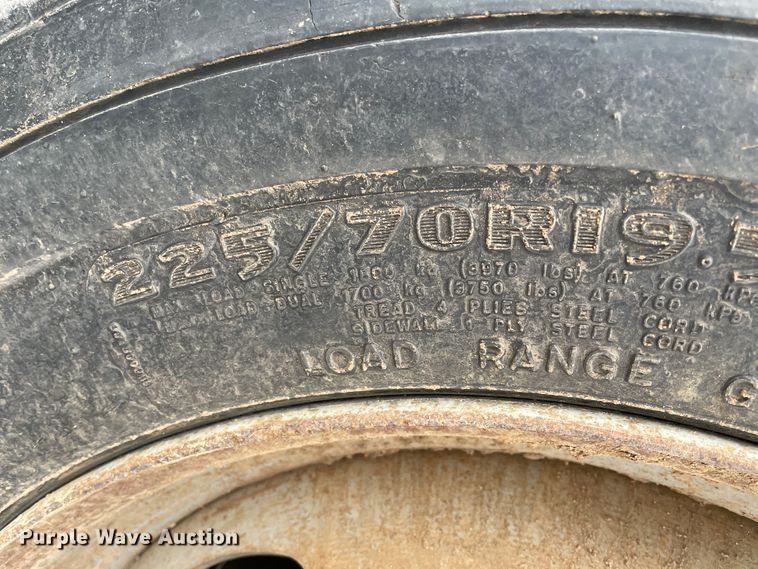 225/70R19.
MAX LOAD SINGLE 1800 kg (3970 lbs) AT 760 kPa
MAX LOAD DUAL 1700 kg (3750 lbs) AT 760 kPa
TREAD 4 PLIES STEEL CORD
SIDEWALL 1 PLY STEEL CORD
LOAD RANGE G
Purple Wave Auction